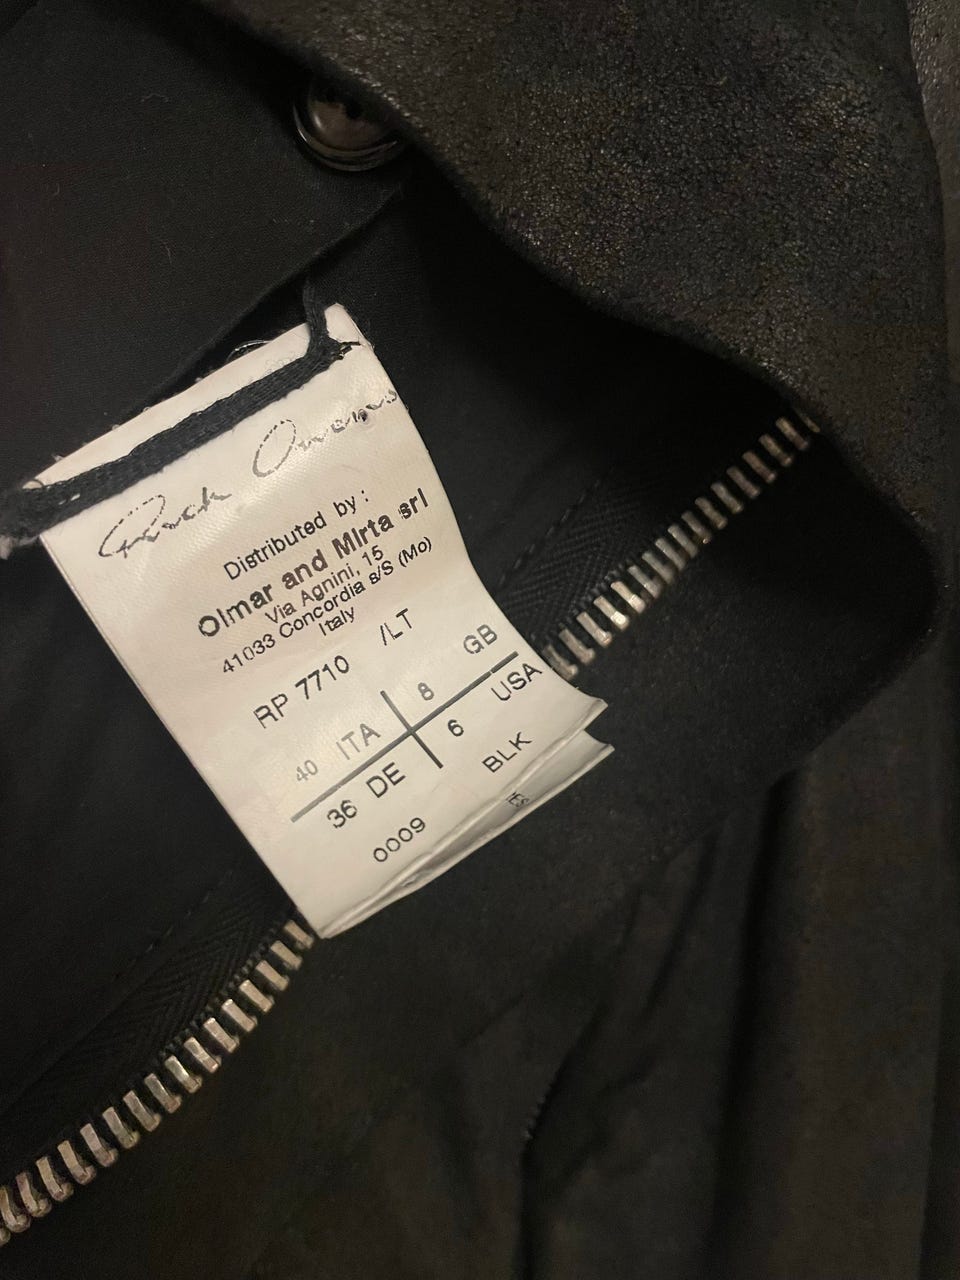 Rick Owens
Distributed by :
Olmar and Mirta srl
Via Agnini, 15
41033 Concordia s/S (Mo)
Italy
RP 7710 /LT
40 ITA 8 GB
36 DE 6 USA
0009 BLK